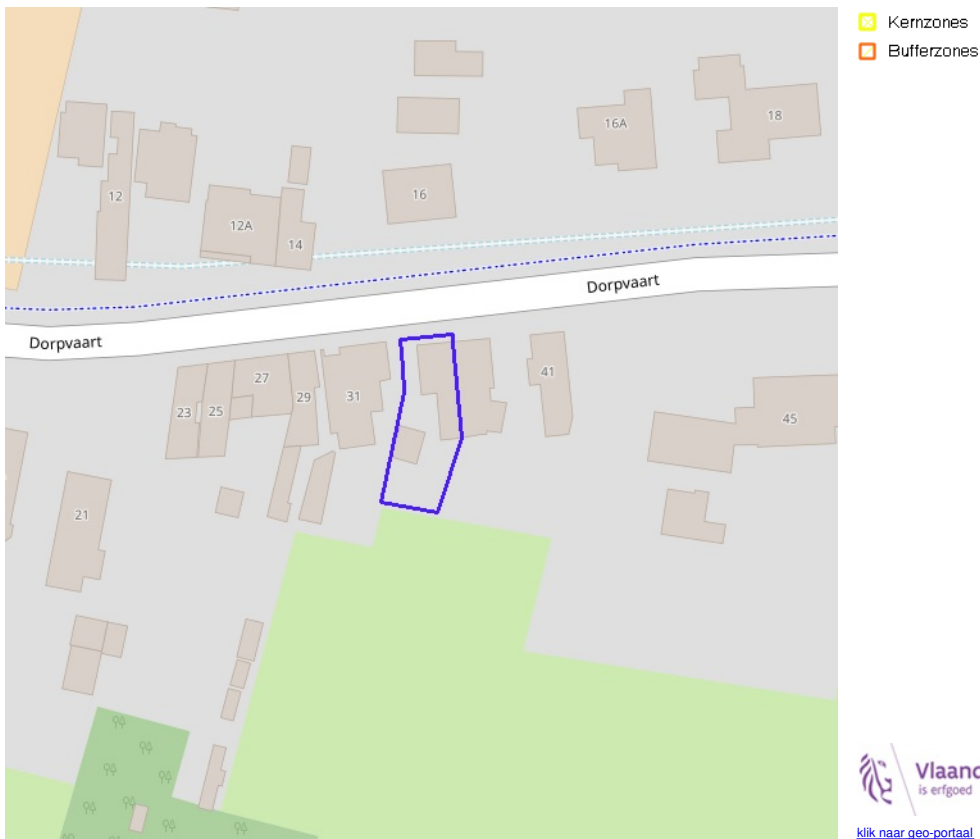 Kernzones
Bufferzones
18
16A
16
12
12A
14
Dorpvaart
Dorpvaart
27
41
31
29
23
25
45
21
Vlaand
is erfgoed
klik naar geo-portaal